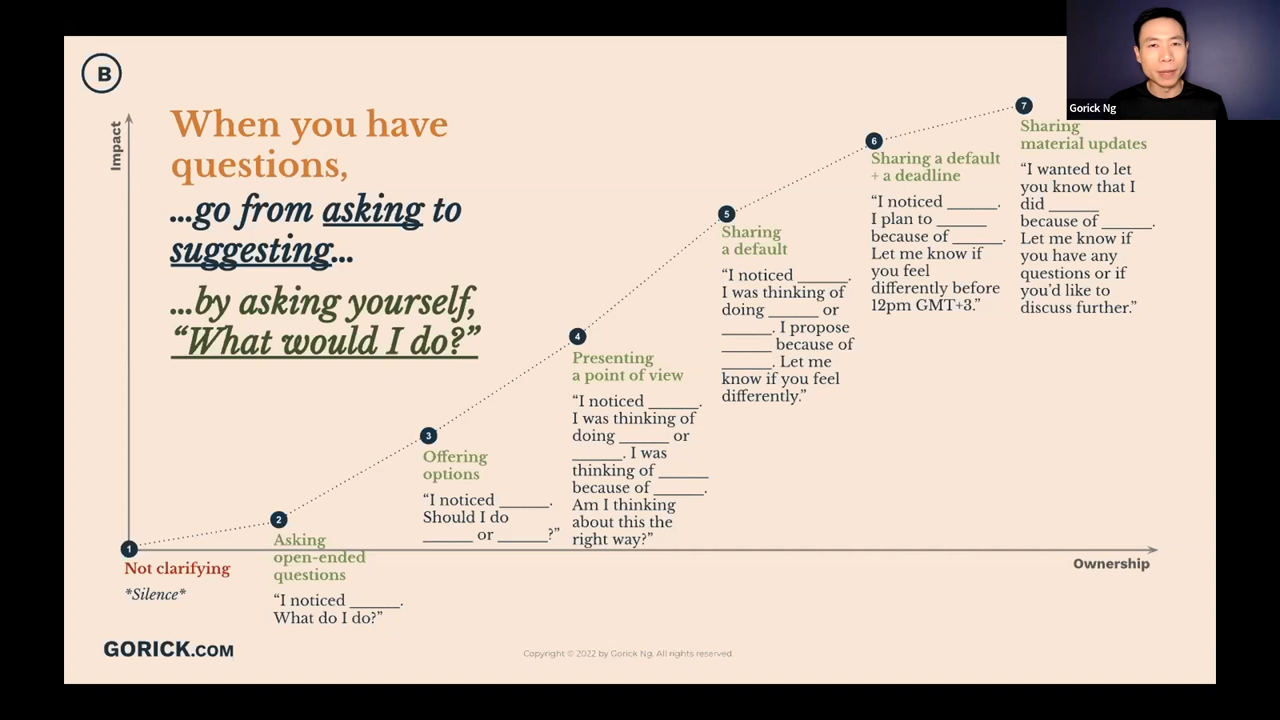 B
Impact
When you have
questions,
...go from asking to
suggesting...
...by asking yourself,
“What would I do?”
1
Not clarifying
*Silence*
2
Asking
open-ended
questions
“I noticed ______.
What do I do?”
3
Offering
options
“I noticed ______.
Should I do
______ or ______?”
4
Presenting
a point of view
“I noticed ______.
I was thinking of
doing ______ or
______. I was
thinking of ______
because of ______.
Am I thinking
about this the
right way?”
5
Sharing
a default
“I noticed ______.
I was thinking of
doing ______ or
______. I propose
______ because of
______. Let me
know if you feel
differently.”
6
Sharing a default
+ a deadline
“I noticed ______.
I plan to ______
because of ______.
Let me know if
you feel
differently before
12pm GMT+3.”
7
Sharing
material updates
“I wanted to let
you know that I
did ______
because of ______.
Let me know if
you have any
questions or if
you’d like to
discuss further.”
Gorick Ng
Ownership
GORICK.COM
Copyright © 2022 by Gorick Ng. All rights reserved.